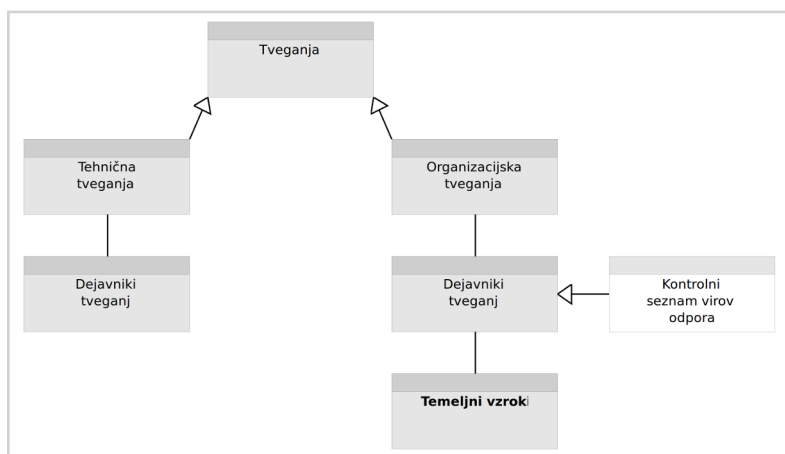 Tveganja
Tehnična
tveganja
Organizacijska
tveganja
Dejavniki
tveganj
Dejavniki
tveganj
Kontrolni
seznam virov
odpora
Temeljni vzroki